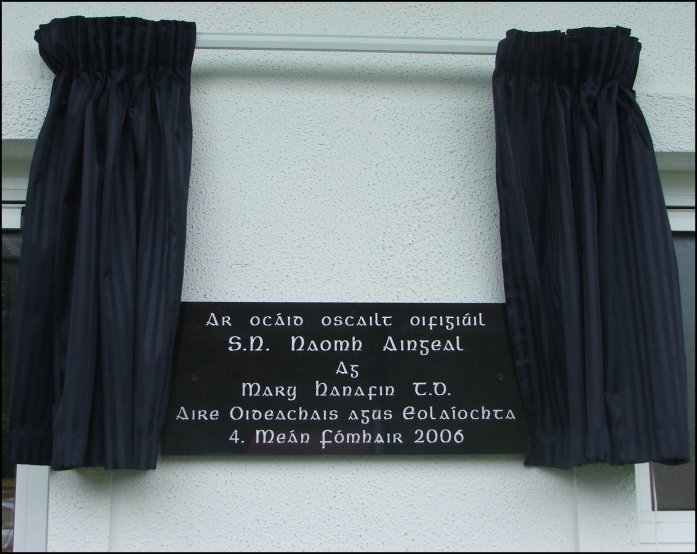 Ar ocáid oscailt oifigiúil
S.N. Naomh Aingeal
Ag
Mary Hanafin T.D.
Aire Oideachais agus Eolaíochta
4. Meán Fómhair 2006